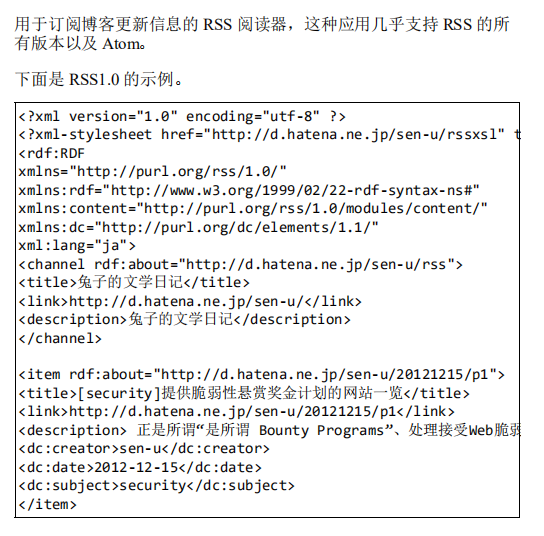 用于订阅博客更新信息的 RSS 阅读器，这种应用几乎支持 RSS 的所
有版本以及 Atom。
下面是 RSS1.0 的示例。
<?xml version="1.0" encoding="utf-8" ?>
<?xml-stylesheet href="http://d.hatena.ne.jp/sen-u/rssxsl" t
<rdf:RDF
xmlns="http://purl.org/rss/1.0/"
xmlns:rdf="http://www.w3.org/1999/02/22-rdf-syntax-ns#"
xmlns:content="http://purl.org/rss/1.0/modules/content/"
xmlns:dc="http://purl.org/dc/elements/1.1/"
xml:lang="ja">
<channel rdf:about="http://d.hatena.ne.jp/sen-u/rss">
<title>兔子的文学日记</title>
<link>http://d.hatena.ne.jp/sen-u/</link>
<description>兔子的文学日记</description>
</channel>
<item rdf:about="http://d.hatena.ne.jp/sen-u/20121215/p1">
<title>[security]提供脆弱性悬赏奖金计划的网站一览</title>
<link>http://d.hatena.ne.jp/sen-u/20121215/p1</link>
<description> 正是所谓“是所谓 Bounty Programs”、处理接受Web脆弱
<dc:creator>sen-u</dc:creator>
<dc:date>2012-12-15</dc:date>
<dc:subject>security</dc:subject>
</item>